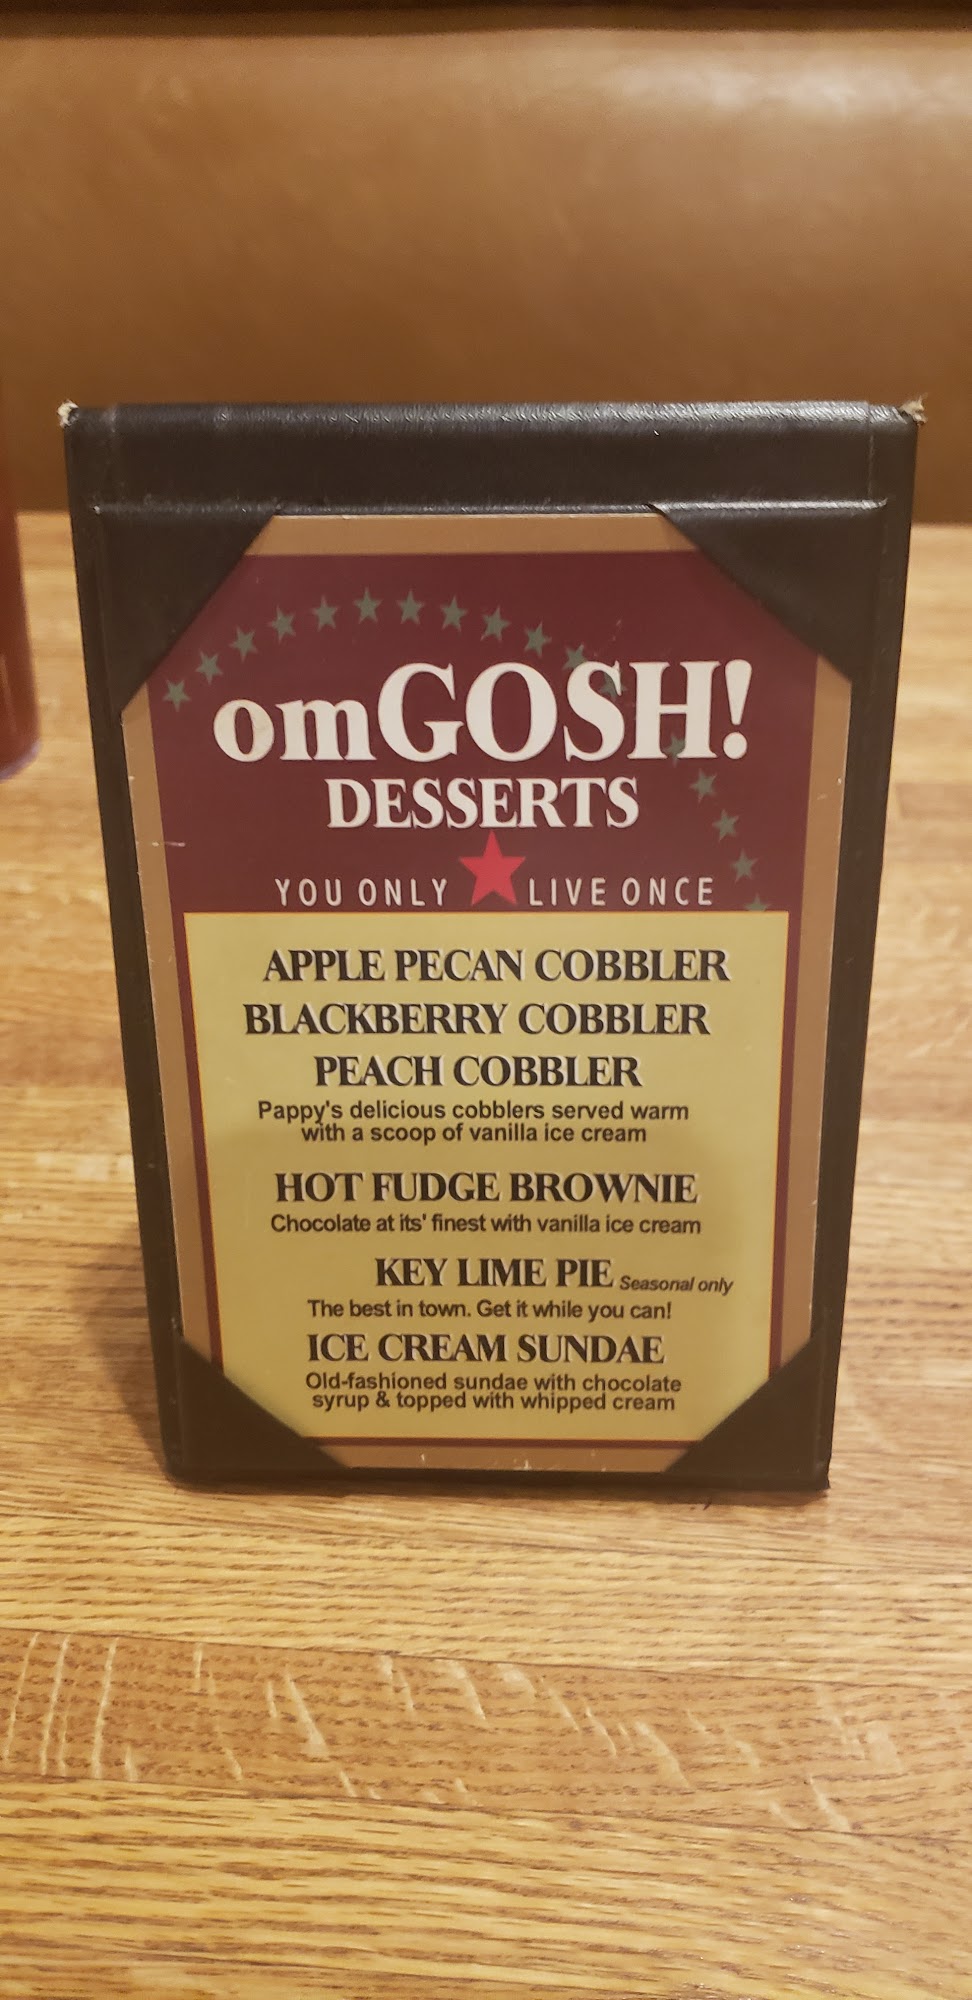 omGOSH!
DESSERTS
YOU ONLY LIVE ONCE
APPLE PECAN COBBLER
BLACKBERRY COBBLER
PEACH COBBLER
Pappy's delicious cobblers served warm
with a scoop of vanilla ice cream
HOT FUDGE BROWNIE
Chocolate at its' finest with vanilla ice cream
KEY LIME PIE Seasonal only
The best in town. Get it while you can!
ICE CREAM SUNDAE
Old-fashioned sundae with chocolate
syrup & topped with whipped cream